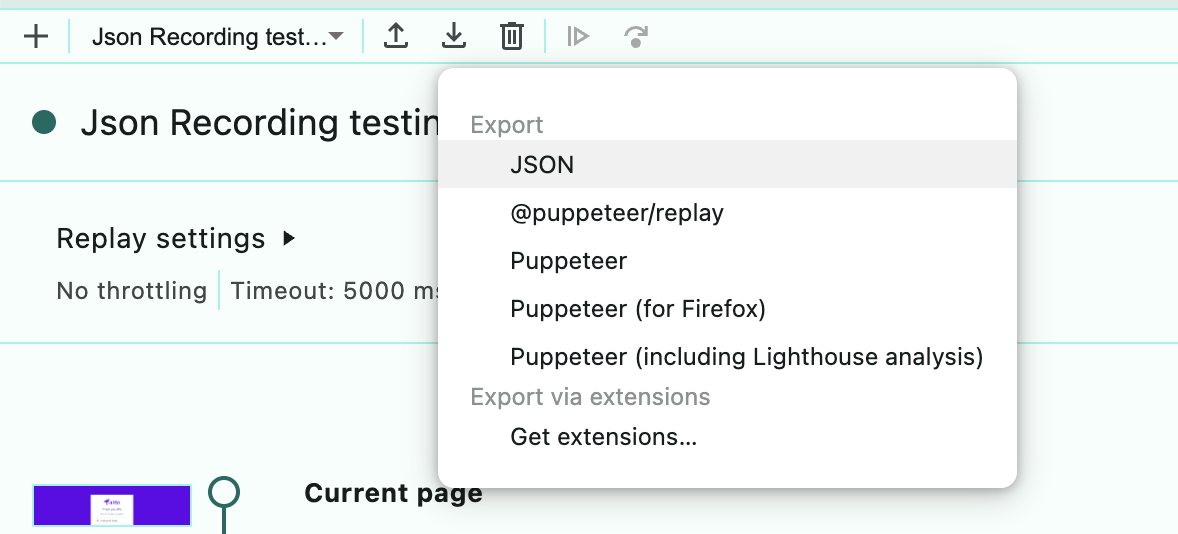 Json Recording test...
Json Recording testin
Export
JSON
@puppeteer/replay
Puppeteer
Puppeteer (for Firefox)
Puppeteer (including Lighthouse analysis)
Export via extensions
Get extensions...
Replay settings
No throttling
Timeout: 5000 ms
Current page